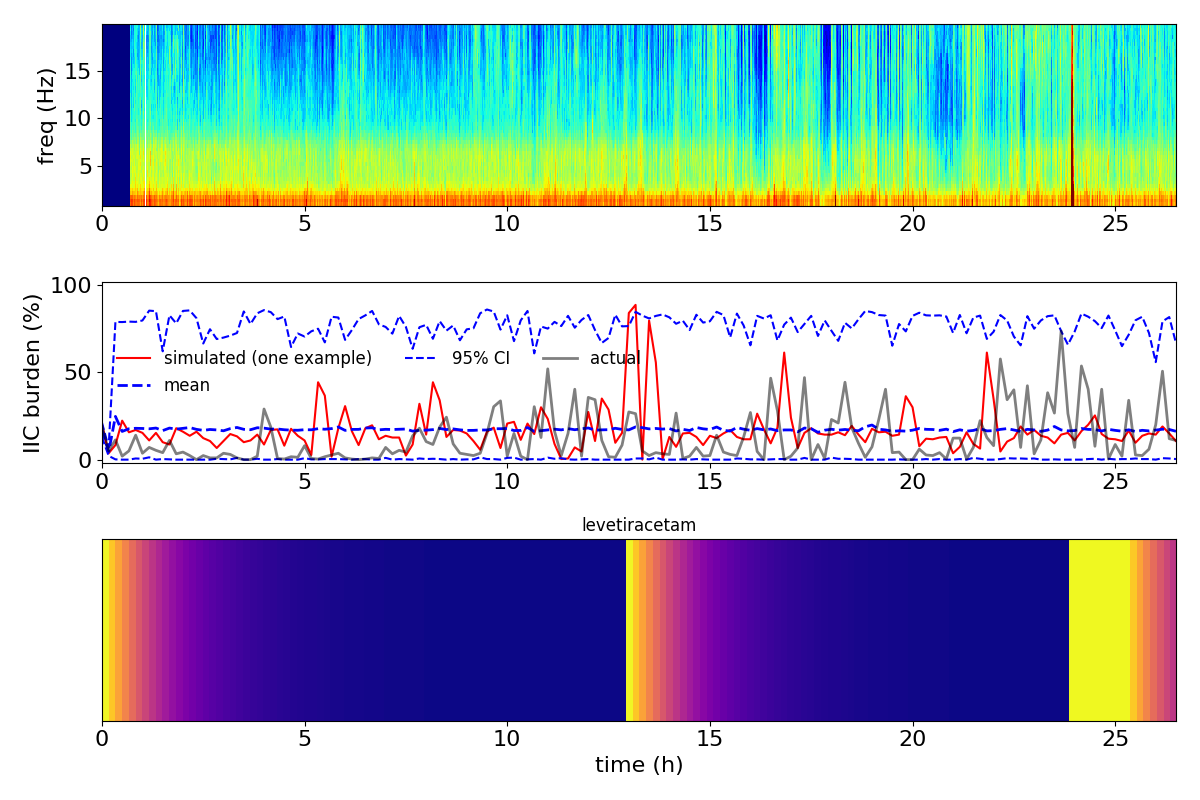 freq (Hz)
15
10
5
0 5 10 15 20 25
IIC burden (%)
100
50
0
simulated (one example) 95% CI actual
mean
0 5 10 15 20 25
levetiracetam
0 5 10 15 20 25
time (h)